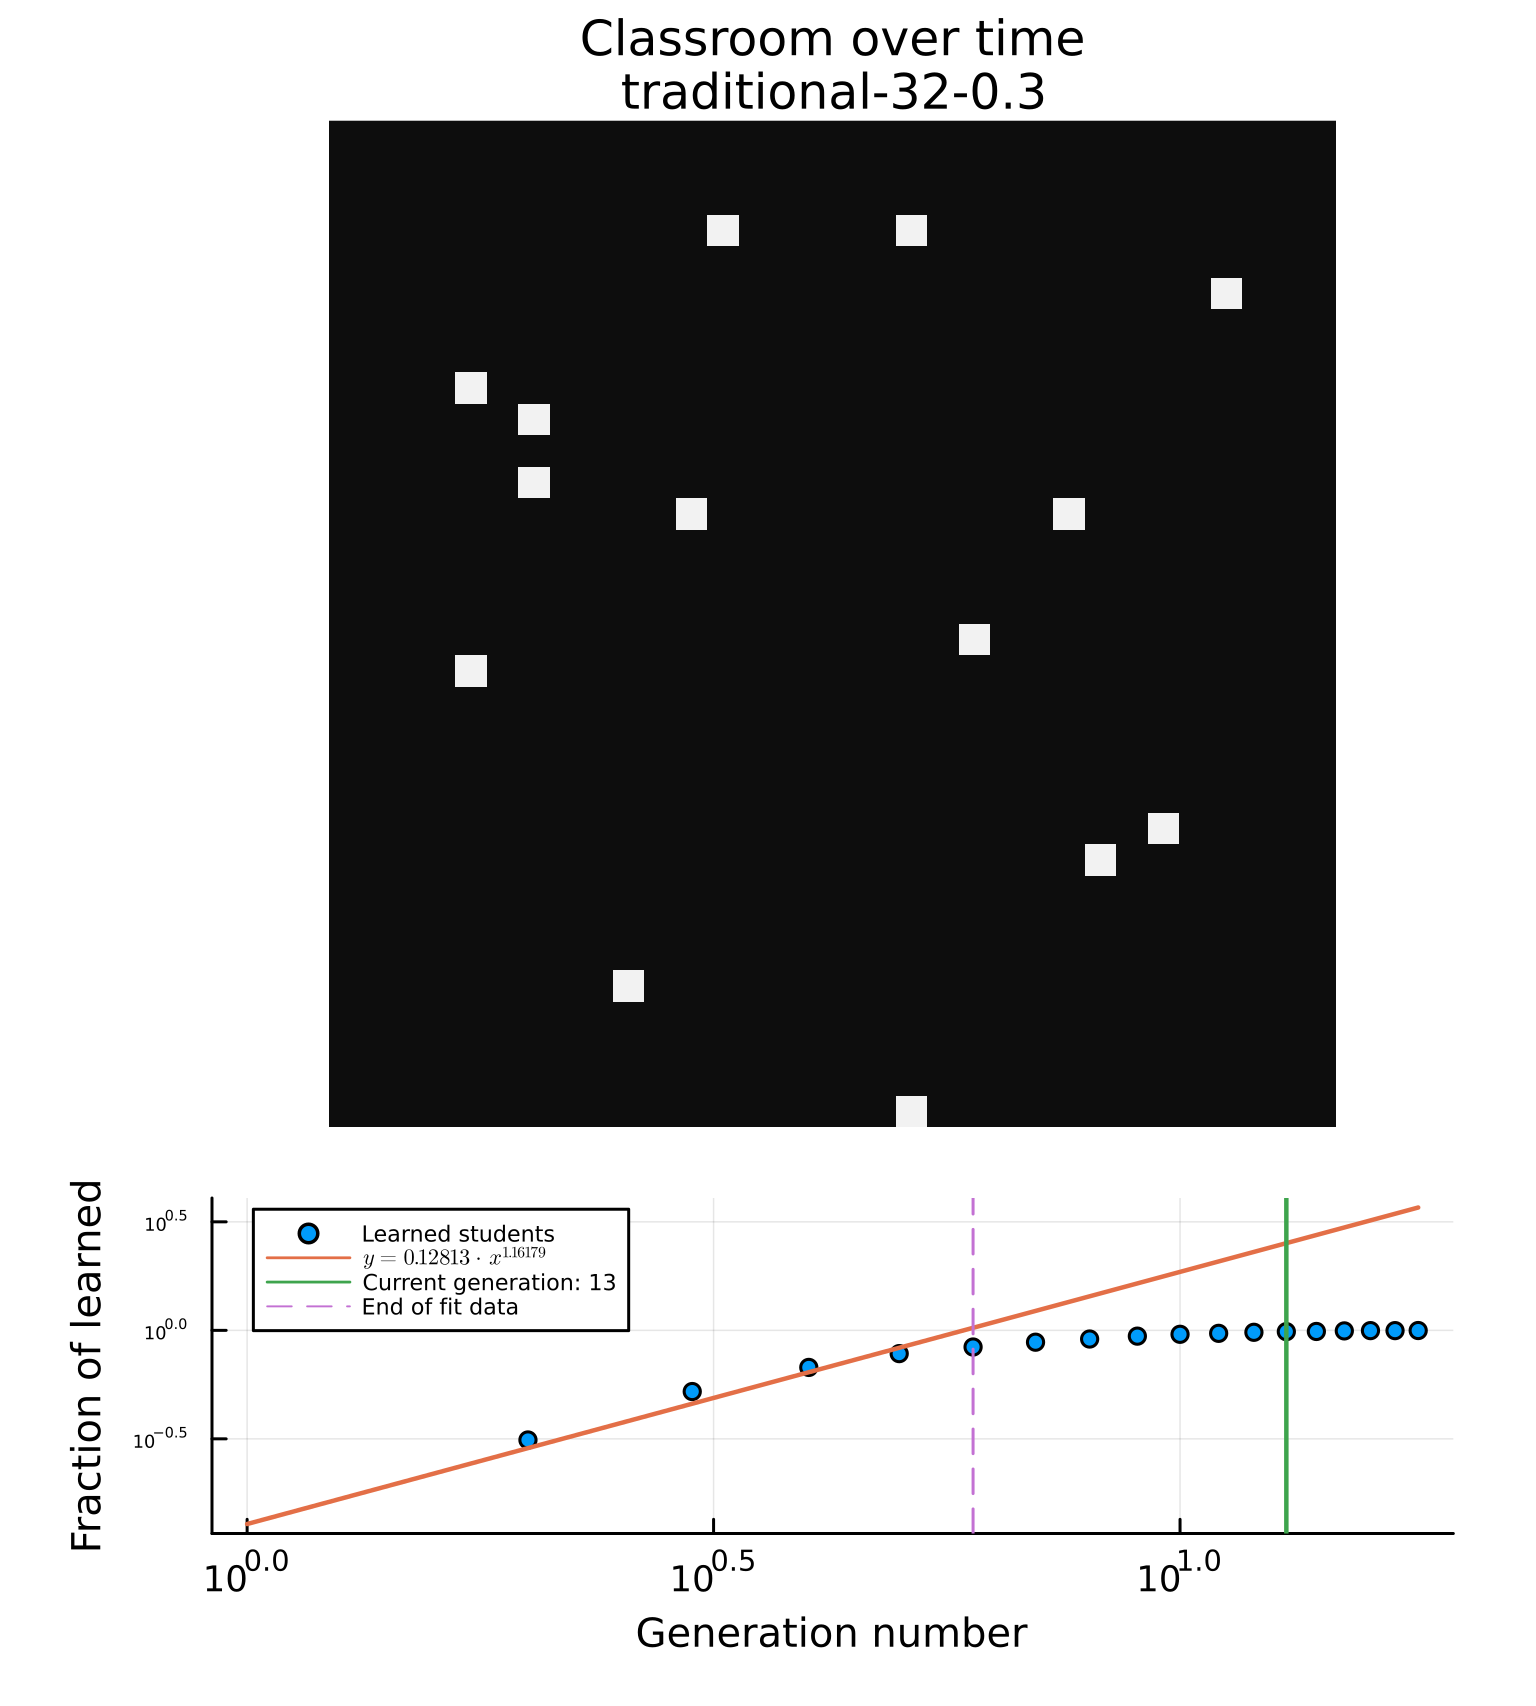 Classroom over time
traditional-32-0.3
Fraction of learned
10^0.5
10^0.0
10^−0.5
Learned students
y = 0.12813 · x^1.16179
Current generation: 13
End of fit data
10^0.0 10^0.5 10^1.0
Generation number